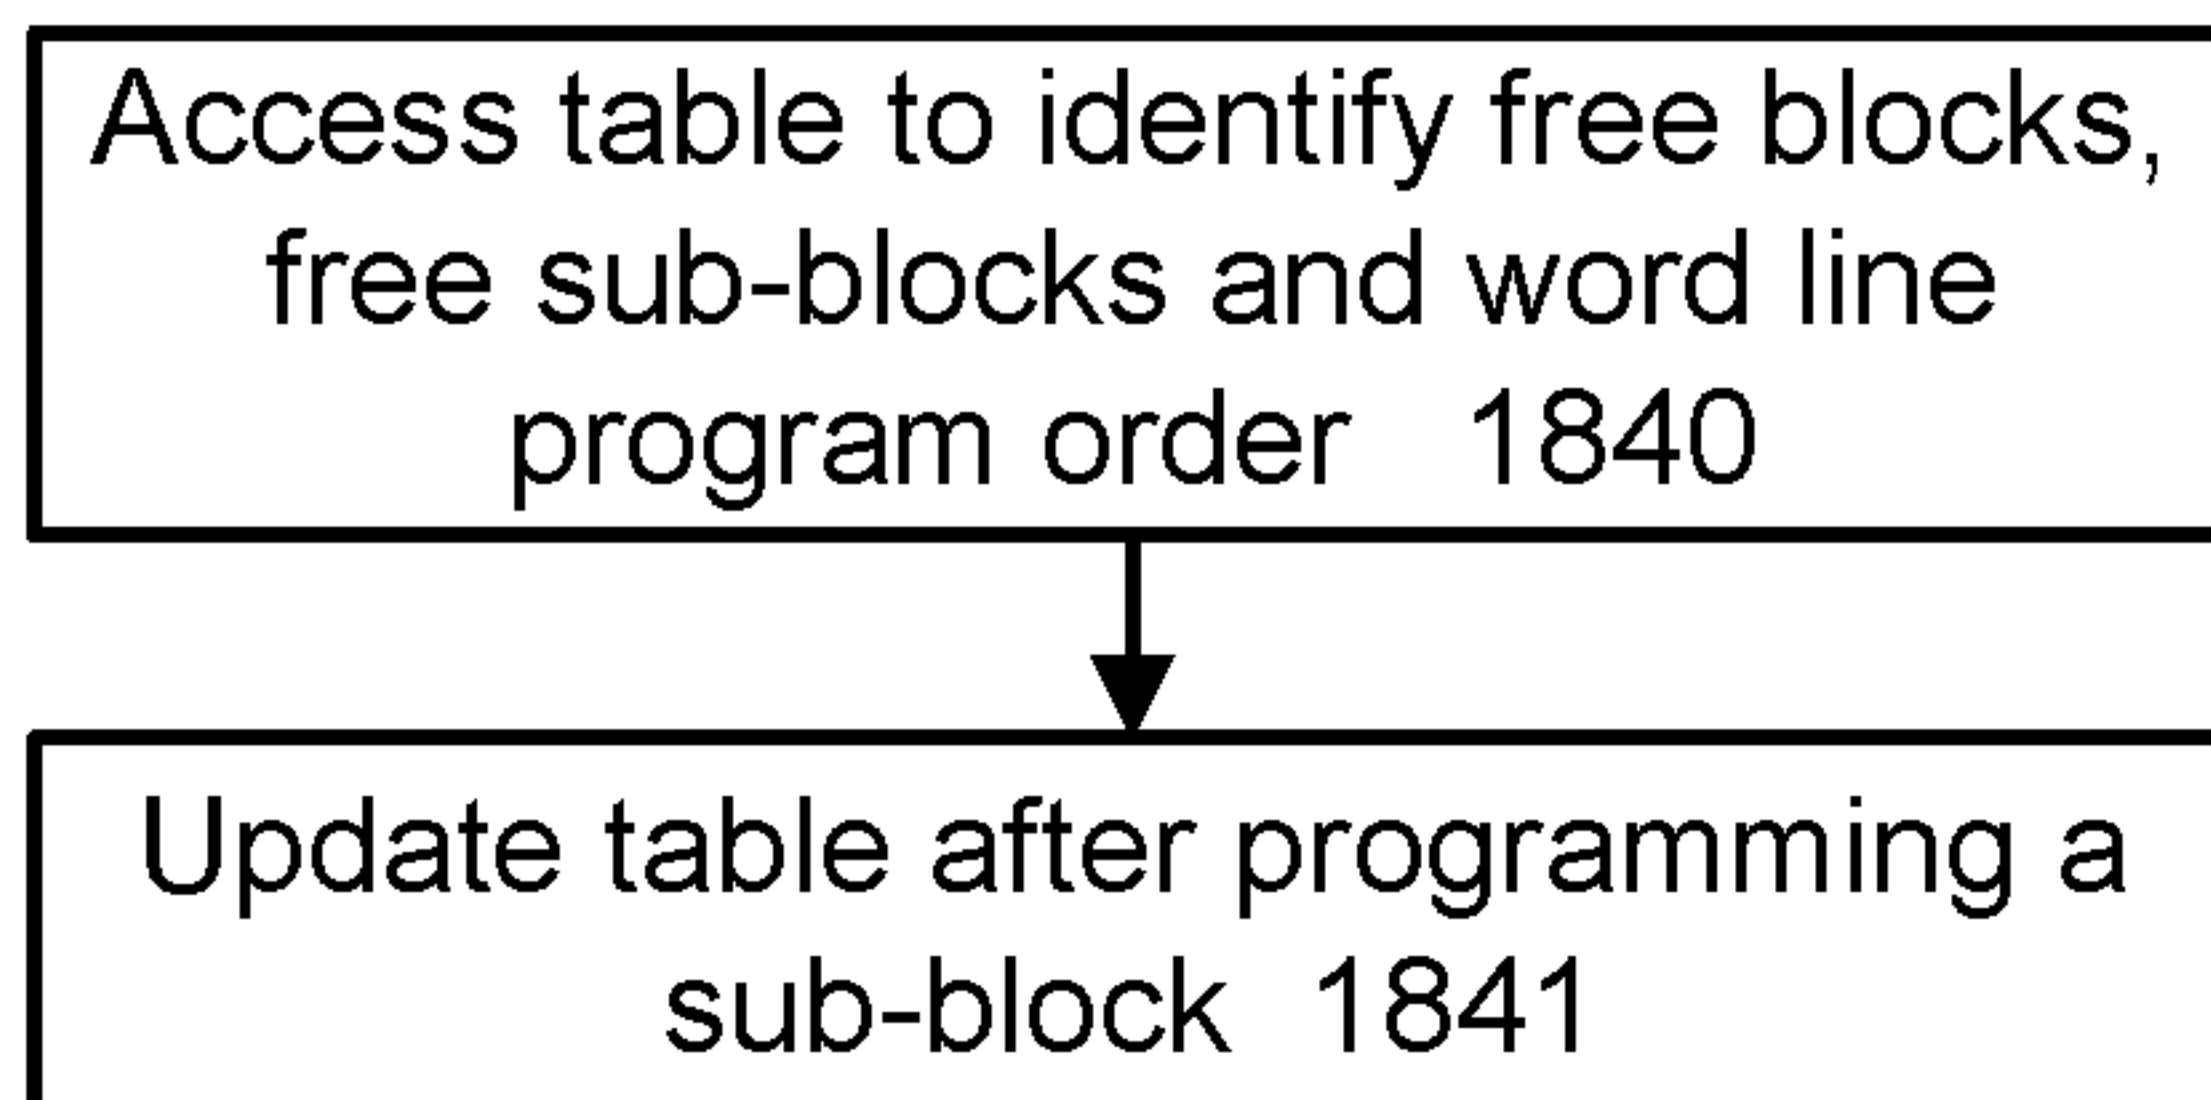 Access table to identify free blocks,
free sub-blocks and word line
program order 1840
Update table after programming a
sub-block 1841